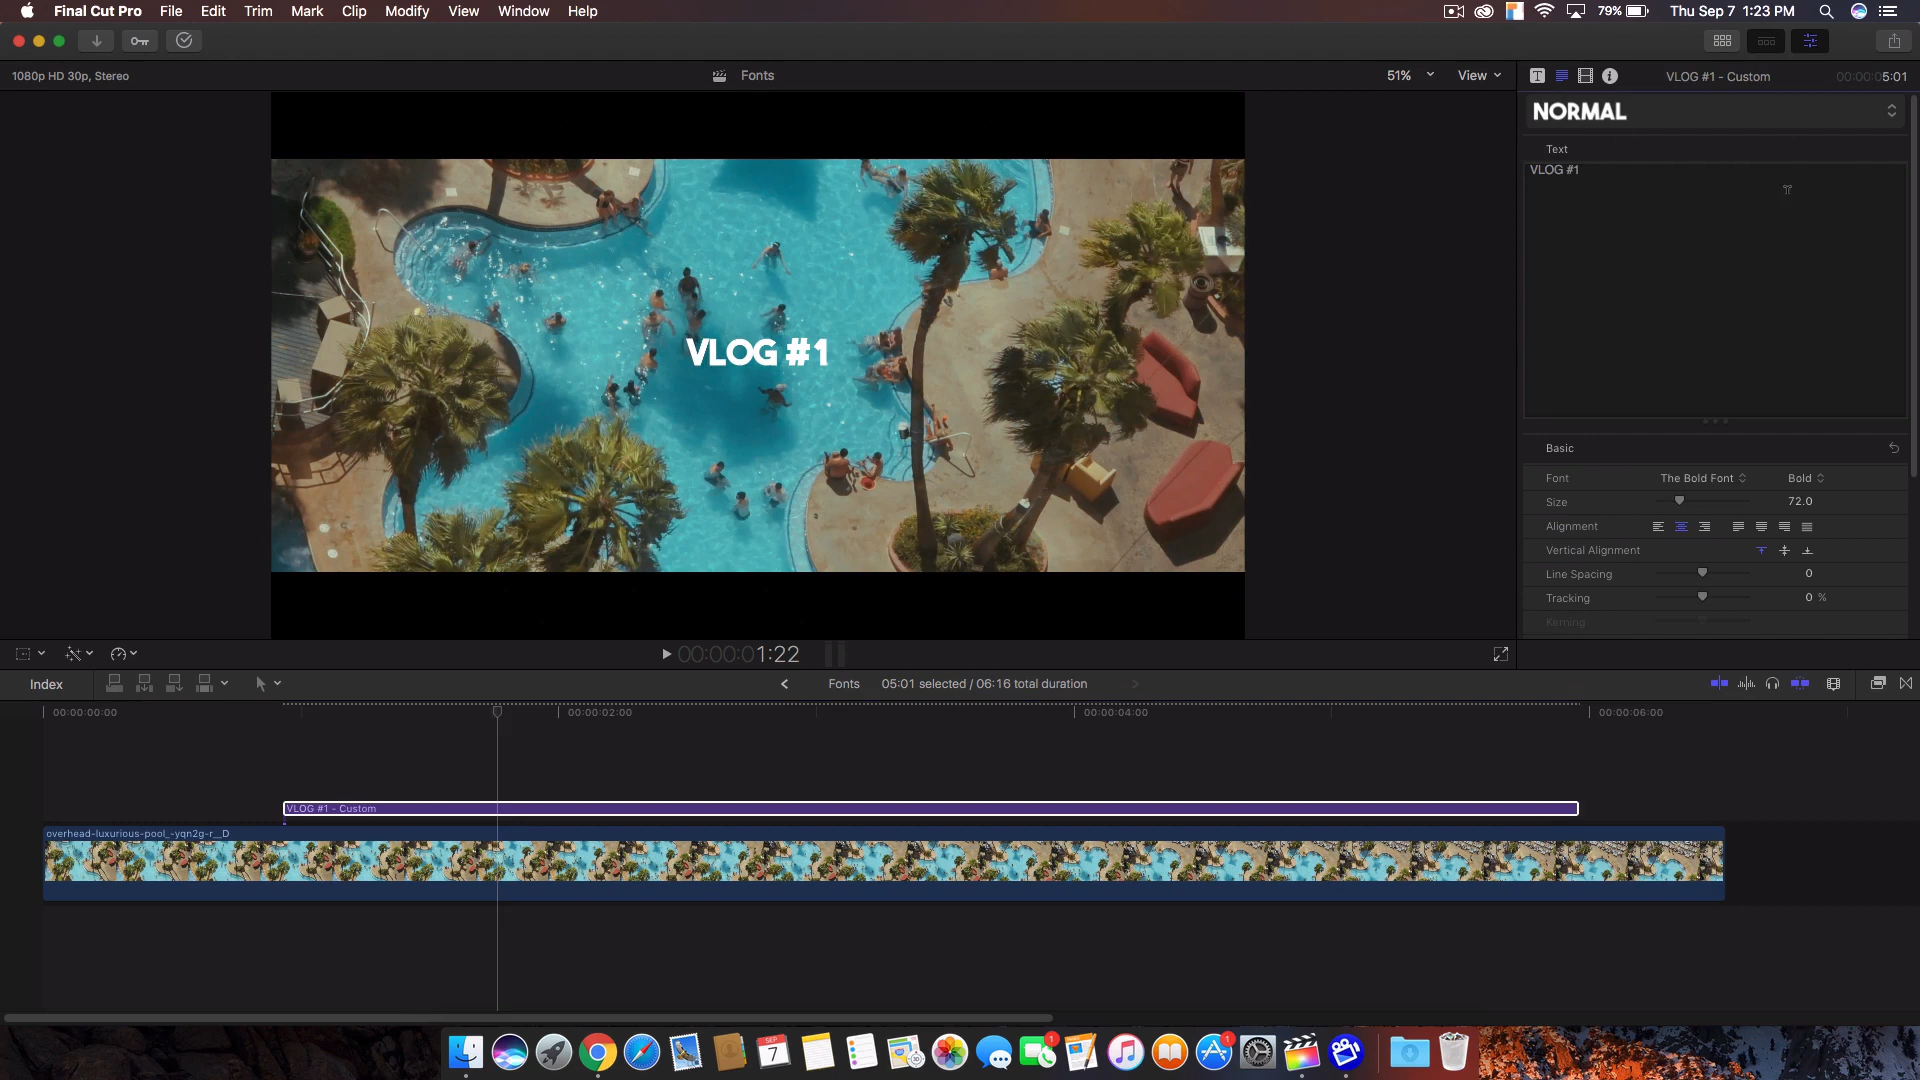 Final Cut Pro File Edit Trim Mark Clip Modify View Window Help 79% Thu Sep 7 1:23 PM
1080p HD 30p, Stereo Fonts 51% View VLOG #1 - Custom 00:00:05:01
NORMAL
Text
VLOG #1
VLOG #1
Basic
Font The Bold Font Bold
Size 72.0
Alignment
Vertical Alignment
Line Spacing 0
Tracking 0 %
Kerning
00:00:01:22
Index Fonts 05:01 selected / 06:16 total duration
00:00:00:00 00:00:02:00 00:00:04:00 00:00:06:00
VLOG #1 - Custom
overhead-luxurious-pool_-yqn2g-r__D
SEP
7
1
1